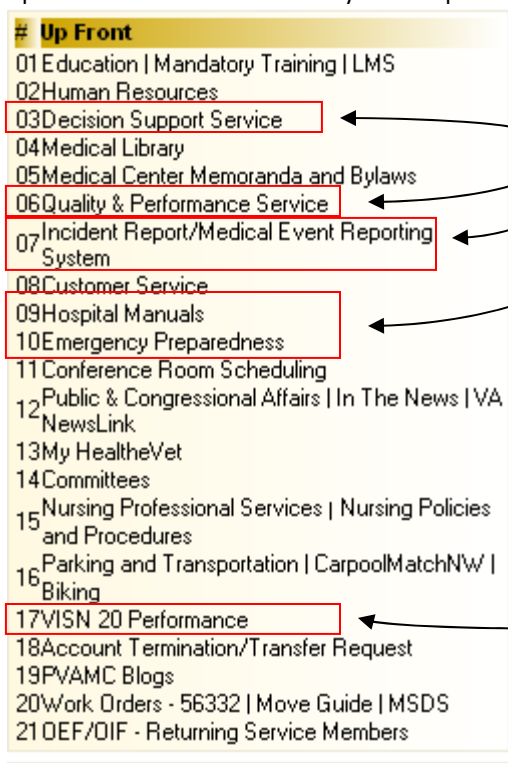 # Up Front
01 Education | Mandatory Training | LMS
02 Human Resources
03 Decision Support Service
04 Medical Library
05 Medical Center Memoranda and Bylaws
06 Quality & Performance Service
07 Incident Report/Medical Event Reporting
System
08 Customer Service
09 Hospital Manuals
10 Emergency Preparedness
11 Conference Room Scheduling
12 Public & Congressional Affairs | In The News | VA
NewsLink
13 My HealtheVet
14 Committees
15 Nursing Professional Services | Nursing Policies
and Procedures
16 Parking and Transportation | CarpoolMatchNW |
Biking
17 VISN 20 Performance
18 Account Termination/Transfer Request
19 PVAMC Blogs
20 Work Orders - 56332 | Move Guide | MSDS
21 OEF/OIF - Returning Service Members